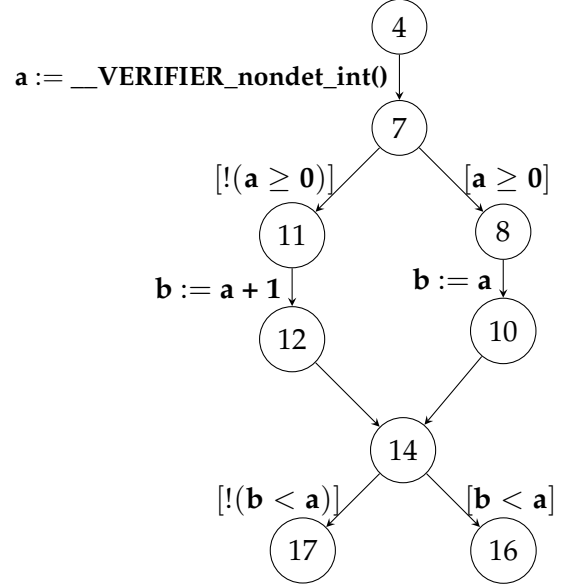 4
a := __VERIFIER_nondet_int()
7
[!(a ≥ 0)] [a ≥ 0]
11 8
b := a + 1 b := a
12 10
14
[!(b < a)] [b < a]
17 16